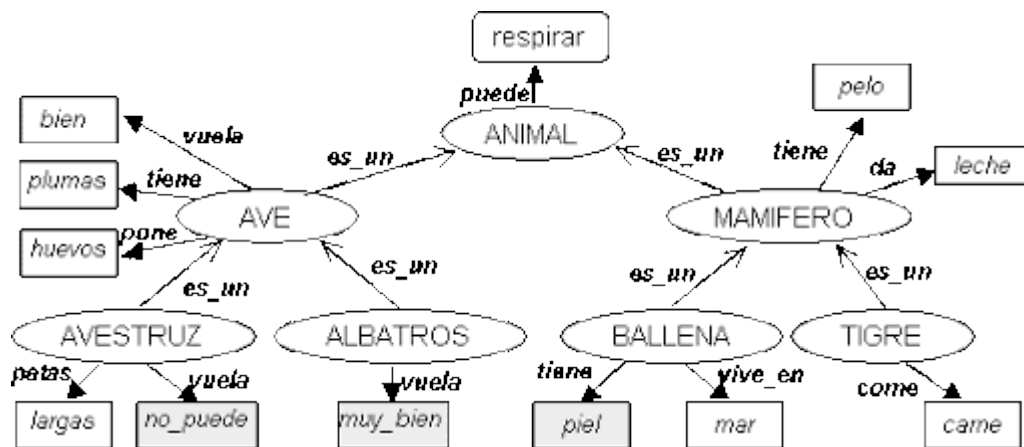 respirar
puede
ANIMAL
pelo
bien
vuela
es_un
es_un
tiene
da
leche
plumas
tiene
AVE
MAMIFERO
huevos
pone
es_un
es_un
es_un
es_un
AVESTRUZ
ALBATROS
BALLENA
TIGRE
patas
vuela
vuela
tiene
vive_en
come
largas
no_puede
muy_bien
piel
mar
carne